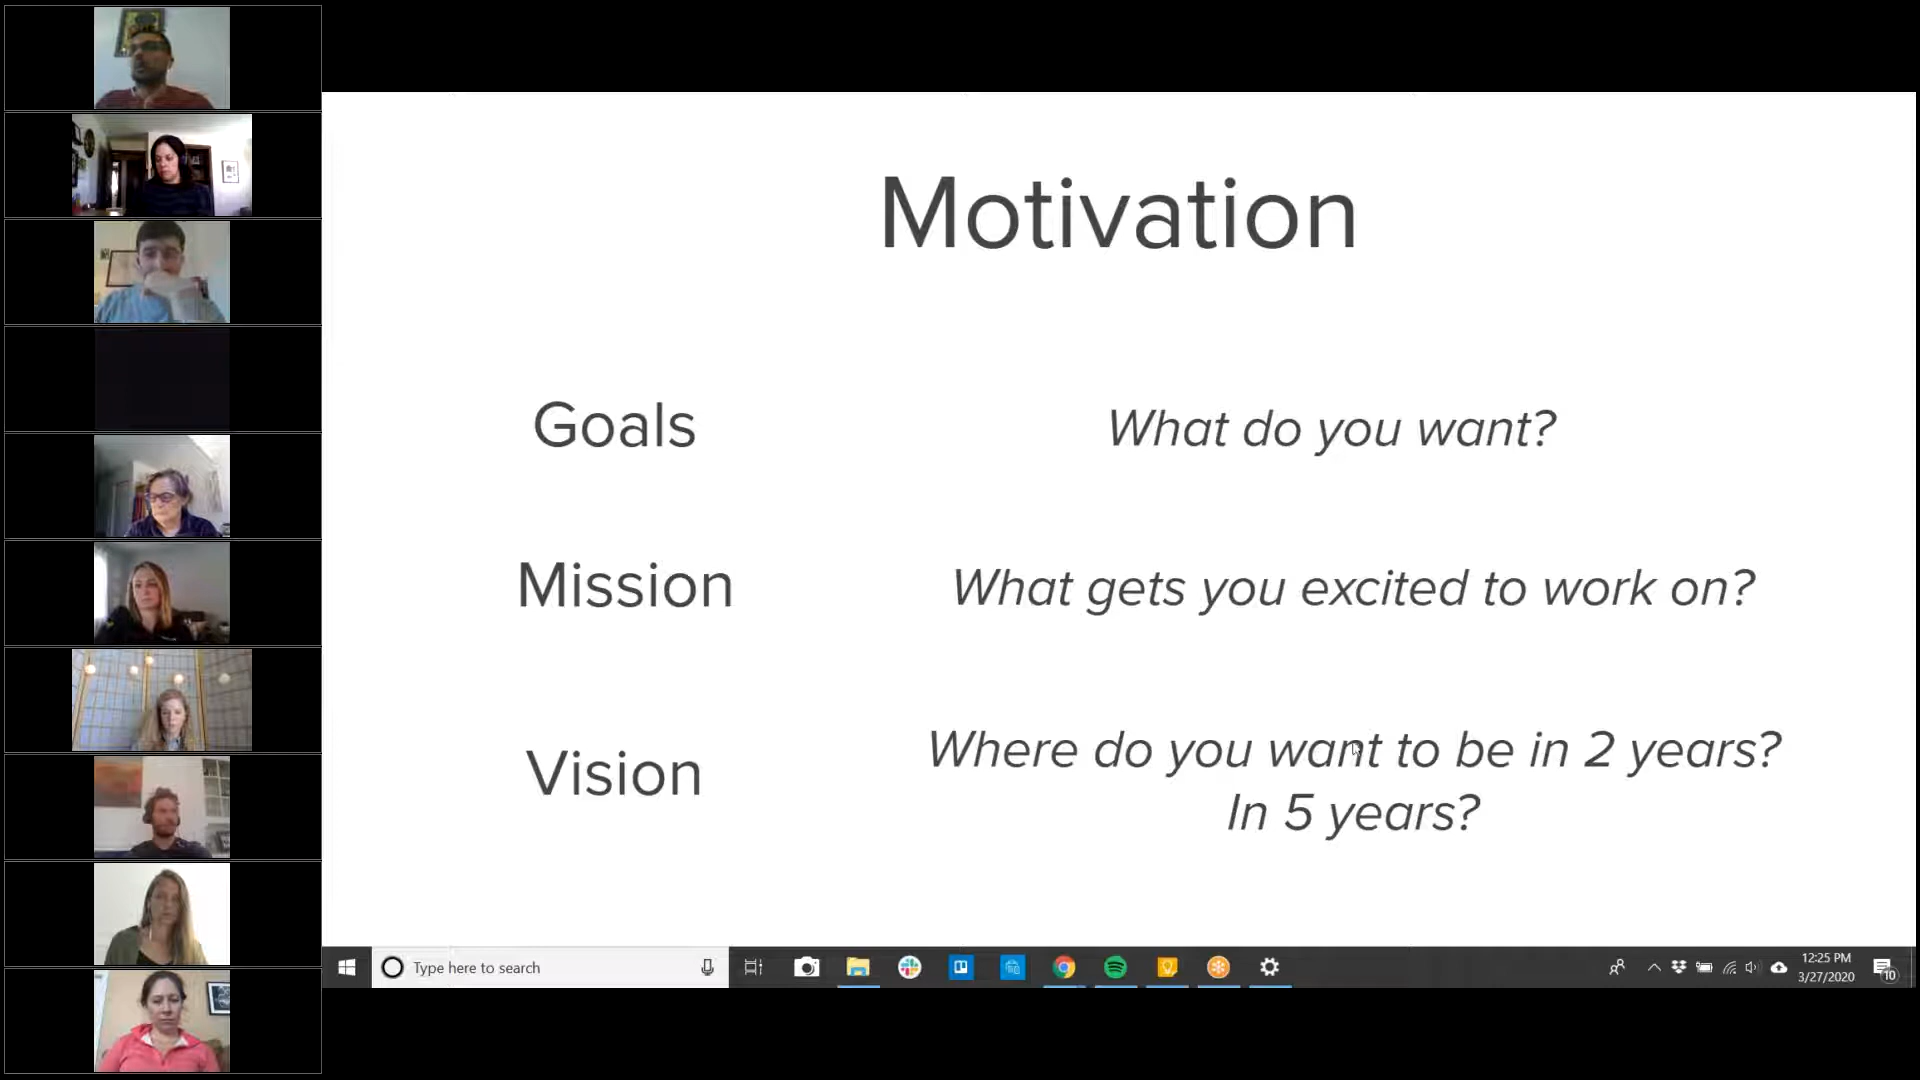 Motivation
Goals
What do you want?
Mission
What gets you excited to work on?
Vision
Where do you want to be in 2 years?
In 5 years?
Type here to search
12:25 PM
3/27/2020
10